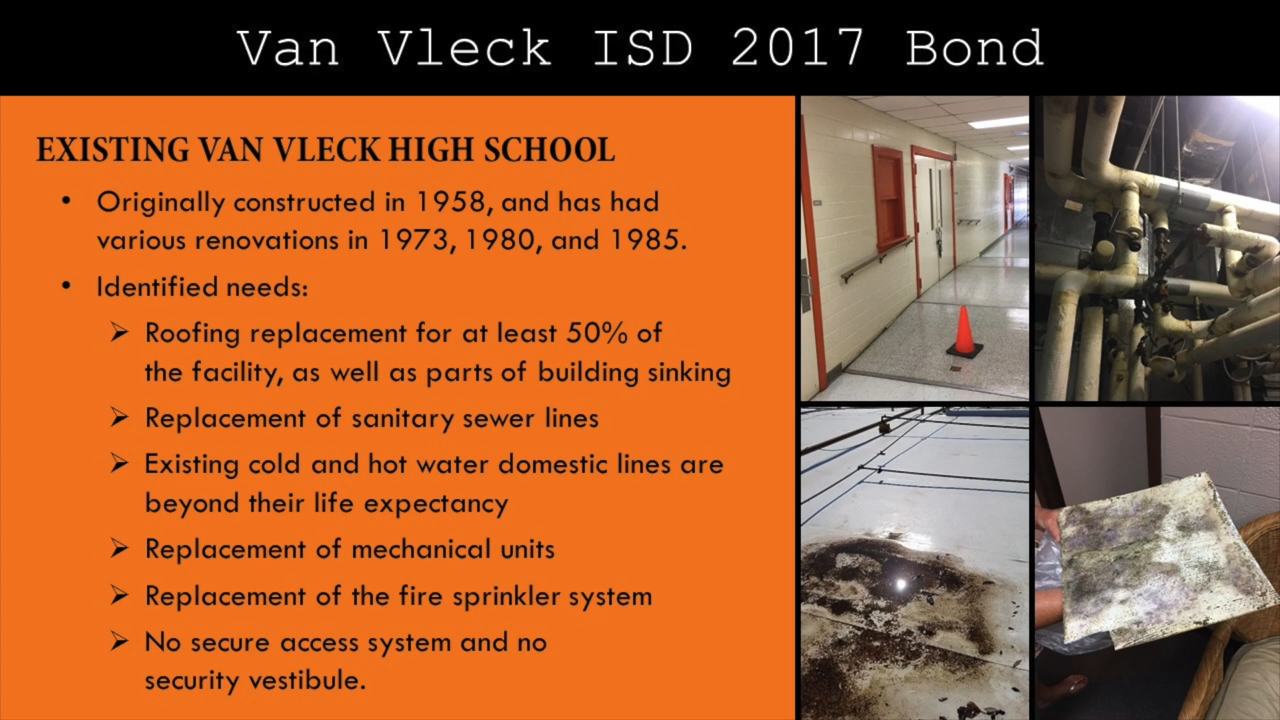 Van Vleck ISD 2017 Bond
EXISTING VAN VLECK HIGH SCHOOL
• Originally constructed in 1958, and has had
various renovations in 1973, 1980, and 1985.
• Identified needs:
➢ Roofing replacement for at least 50% of
the facility, as well as parts of building sinking
➢ Replacement of sanitary sewer lines
➢ Existing cold and hot water domestic lines are
beyond their life expectancy
➢ Replacement of mechanical units
➢ Replacement of the fire sprinkler system
➢ No secure access system and no
security vestibule.